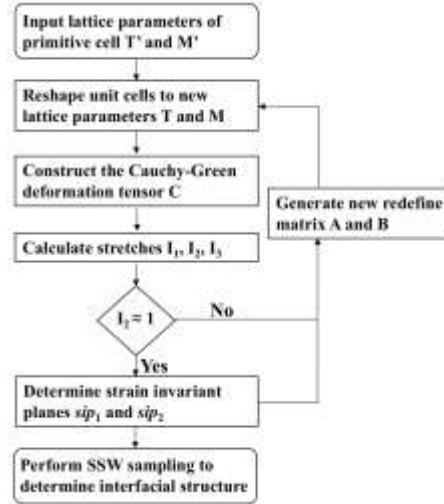 Input lattice parameters of
primitive cell T' and M'
Reshape unit cells to new
lattice parameters T and M
Construct the Cauchy-Green
deformation tensor C
Generate new redefine
matrix A and B
Calculate stretches I₁, I₂, I₃
I₂ ≈ 1
No
Yes
Determine strain invariant
planes sip₁ and sip₂
Perform SSW sampling to
determine interfacial structure